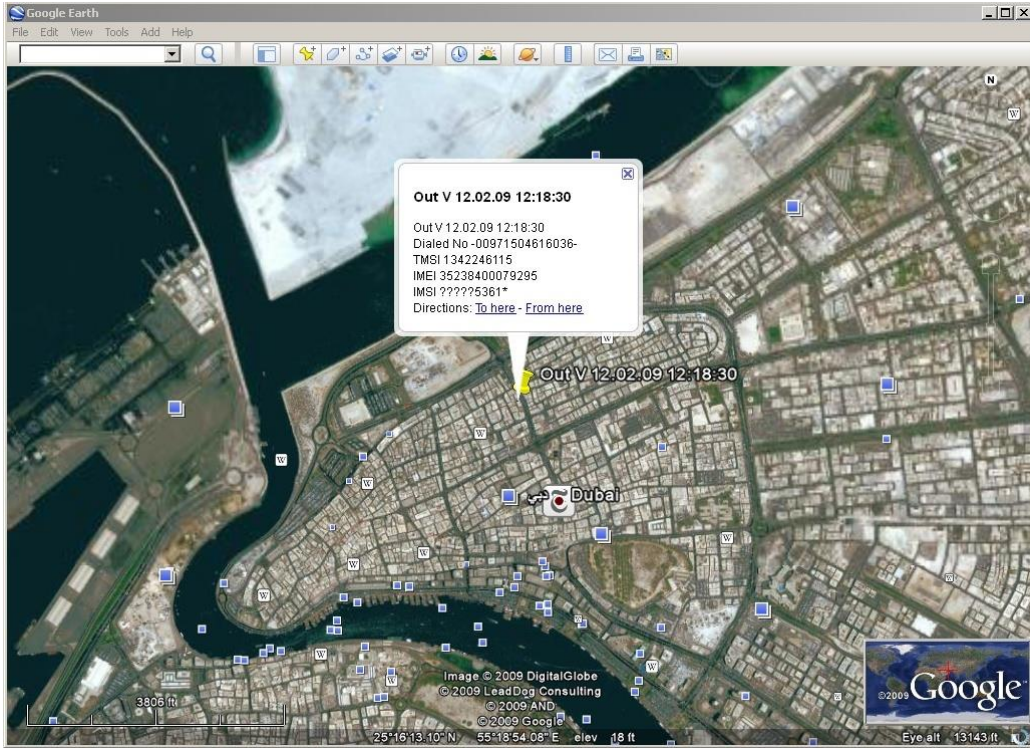 Google Earth
File Edit View Tools Add Help
N
Out V 12.02.09 12:18:30
Out V 12.02.09 12:18:30
Dialed No -00971504616036-
TMSI 1342246115
IMEI 35238400079295
IMSI ?????5361*
Directions: To here - From here
Out V 12.02.09 12:18:30
دبي Dubai
Image © 2009 DigitalGlobe
© 2009 LeadDog Consulting
© 2009 AND
© 2009 Google
©2009 Google™
3806 ft
25°16'13.10" N 55°18'54.08" E elev 18 ft Eye alt 13143 ft